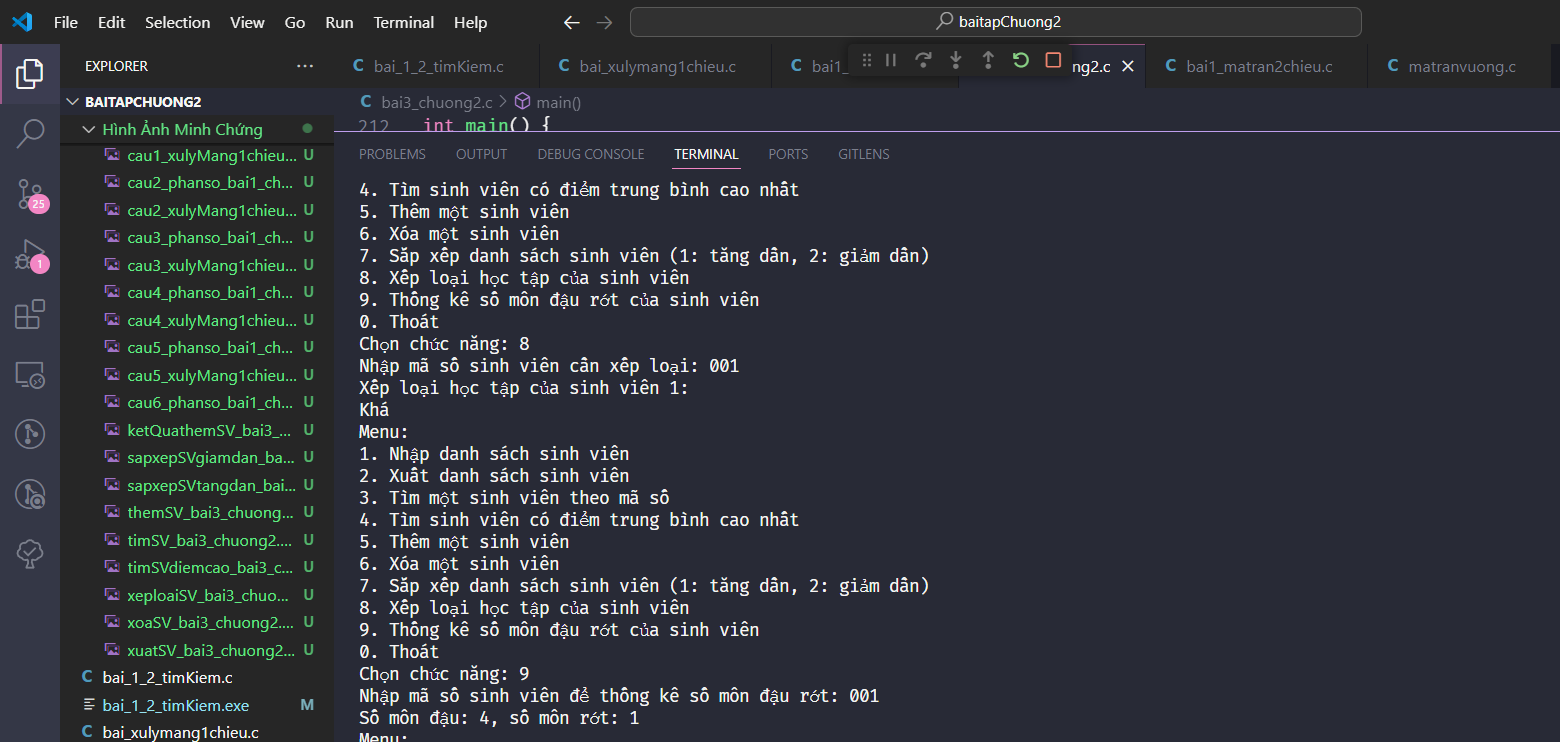 File Edit Selection View Go Run Terminal Help
baitapChuong2
EXPLORER
bai_1_2_timKiem.c
bai_xulymang1chieu.c
bai1_
ng2.c
bai1_matran2chieu.c
matranvuong.c
BAITAPCHUONG2
bai3_chuong2.c > main()
Hình Ảnh Minh Chứng
212 int main() {
cau1_xulyMang1chieu... U
cau2_phanso_bai1_ch... U
cau2_xulyMang1chieu... U
cau3_phanso_bai1_ch... U
cau3_xulyMang1chieu... U
cau4_phanso_bai1_ch... U
cau4_xulyMang1chieu... U
cau5_phanso_bai1_ch... U
cau5_xulyMang1chieu... U
cau6_phanso_bai1_ch... U
ketQuathemSV_bai3_... U
sapxepSVgiamdan_ba... U
sapxepSVtangdan_bai... U
themSV_bai3_chuong... U
timSV_bai3_chuong2.... U
timSVdiemcao_bai3_c... U
xeploaiSV_bai3_chuo... U
xoaSV_bai3_chuong2.... U
xuatSV_bai3_chuong2... U
bai_1_2_timKiem.c
bai_1_2_timKiem.exe M
bai_xulymang1chieu.c
25
1
PROBLEMS OUTPUT DEBUG CONSOLE TERMINAL PORTS GITLENS
4. Tìm sinh viên có điểm trung bình cao nhất
5. Thêm một sinh viên
6. Xóa một sinh viên
7. Sắp xếp danh sách sinh viên (1: tăng dần, 2: giảm dần)
8. Xếp loại học tập của sinh viên
9. Thống kê số môn đậu rớt của sinh viên
0. Thoát
Chọn chức năng: 8
Nhập mã số sinh viên cần xếp loại: 001
Xếp loại học tập của sinh viên 1:
Khá
Menu:
1. Nhập danh sách sinh viên
2. Xuất danh sách sinh viên
3. Tìm một sinh viên theo mã số
4. Tìm sinh viên có điểm trung bình cao nhất
5. Thêm một sinh viên
6. Xóa một sinh viên
7. Sắp xếp danh sách sinh viên (1: tăng dần, 2: giảm dần)
8. Xếp loại học tập của sinh viên
9. Thống kê số môn đậu rớt của sinh viên
0. Thoát
Chọn chức năng: 9
Nhập mã số sinh viên để thống kê số môn đậu rớt: 001
Số môn đậu: 4, số môn rớt: 1
Menu: